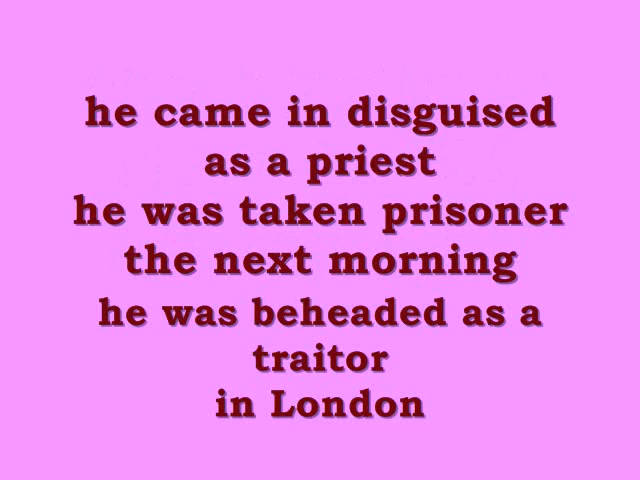 he came in disguised
as a priest
he was taken prisoner
the next morning
he was beheaded as a
traitor
in London